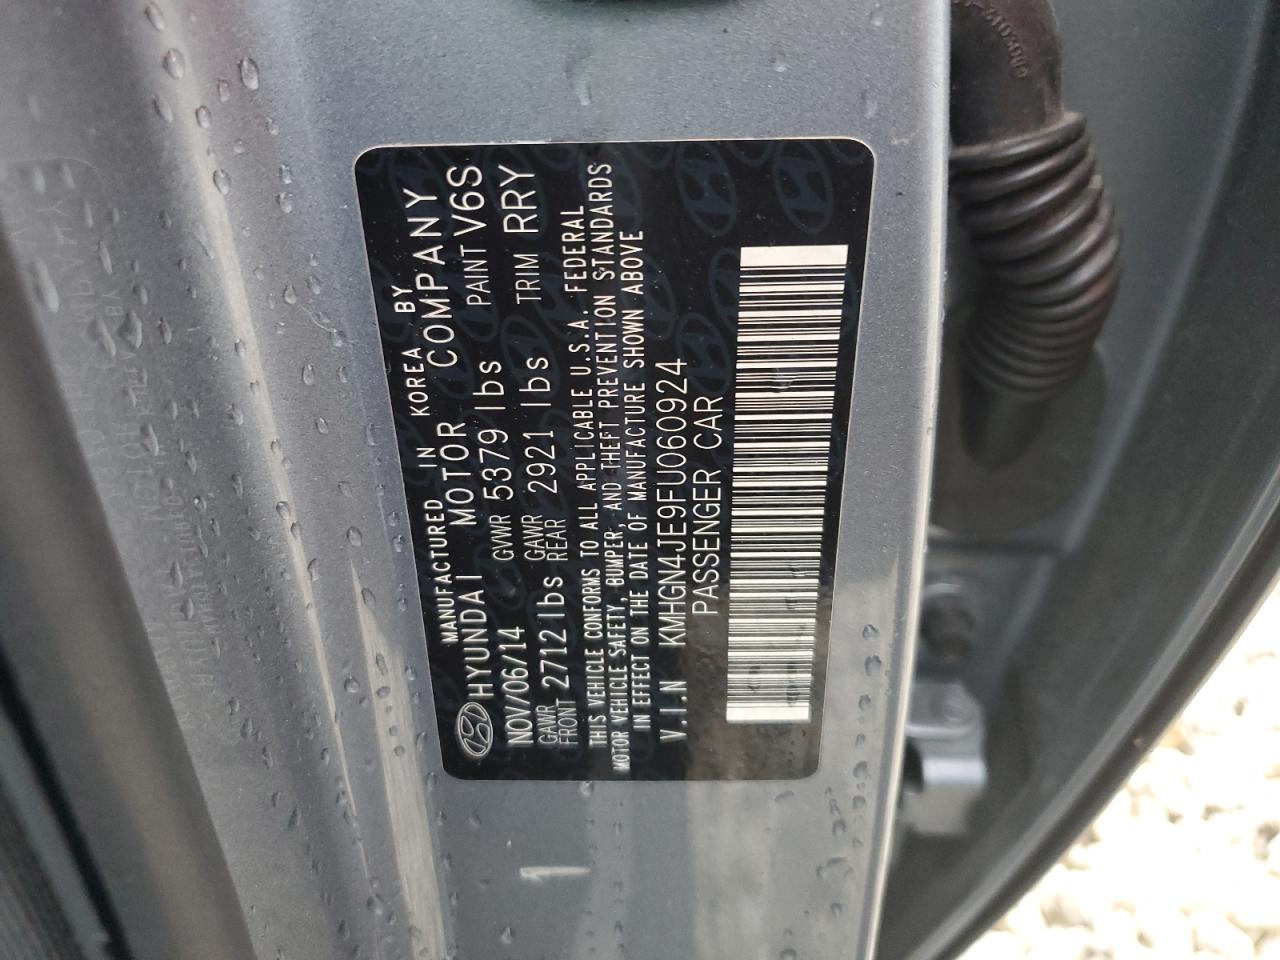 MANUFACTURED IN KOREA BY
HYUNDAI MOTOR COMPANY
NOV/06/14 GVWR 5379 lbs PAINT V6S
GAWR FRONT 2712 lbs GAWR REAR 2921 lbs TRIM RRY
THIS VEHICLE CONFORMS TO ALL APPLICABLE U.S.A. FEDERAL
MOTOR VEHICLE SAFETY, BUMPER, AND THEFT PREVENTION STANDARDS
IN EFFECT ON THE DATE OF MANUFACTURE SHOWN ABOVE
V.I.N KMHGN4JE9FU060924
PASSENGER CAR